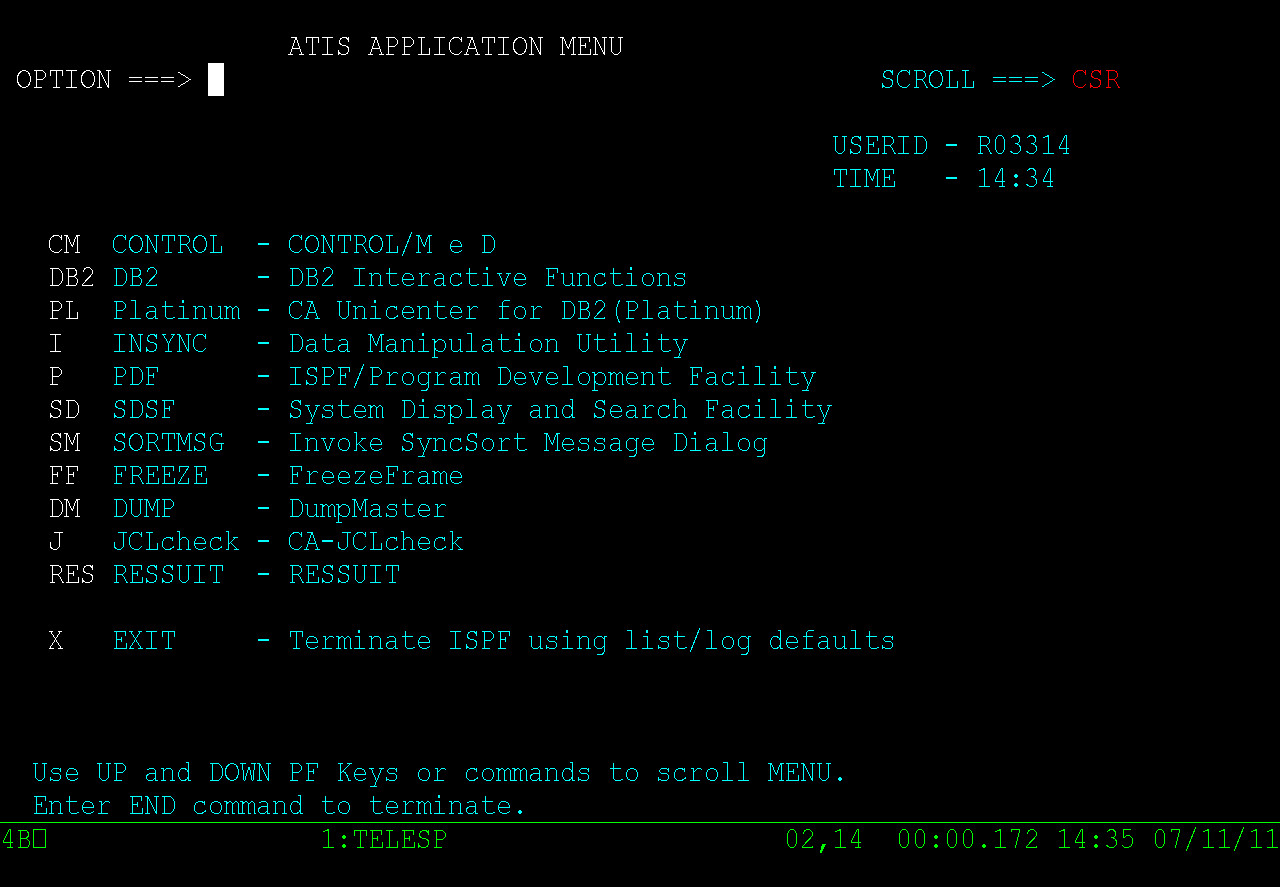 ATIS APPLICATION MENU
OPTION ===> SCROLL ===> CSR
USERID - R03314
TIME - 14:34
CM CONTROL - CONTROL/M e D
DB2 DB2 - DB2 Interactive Functions
PL Platinum - CA Unicenter for DB2(Platinum)
I INSYNC - Data Manipulation Utility
P PDF - ISPF/Program Development Facility
SD SDSF - System Display and Search Facility
SM SORTMSG - Invoke SyncSort Message Dialog
FF FREEZE - FreezeFrame
DM DUMP - DumpMaster
J JCLcheck - CA-JCLcheck
RES RESSUIT - RESSUIT
X EXIT - Terminate ISPF using list/log defaults
Use UP and DOWN PF Keys or commands to scroll MENU.
Enter END command to terminate.
4B□ 1:TELESP 02,14 00:00.172 14:35 07/11/11